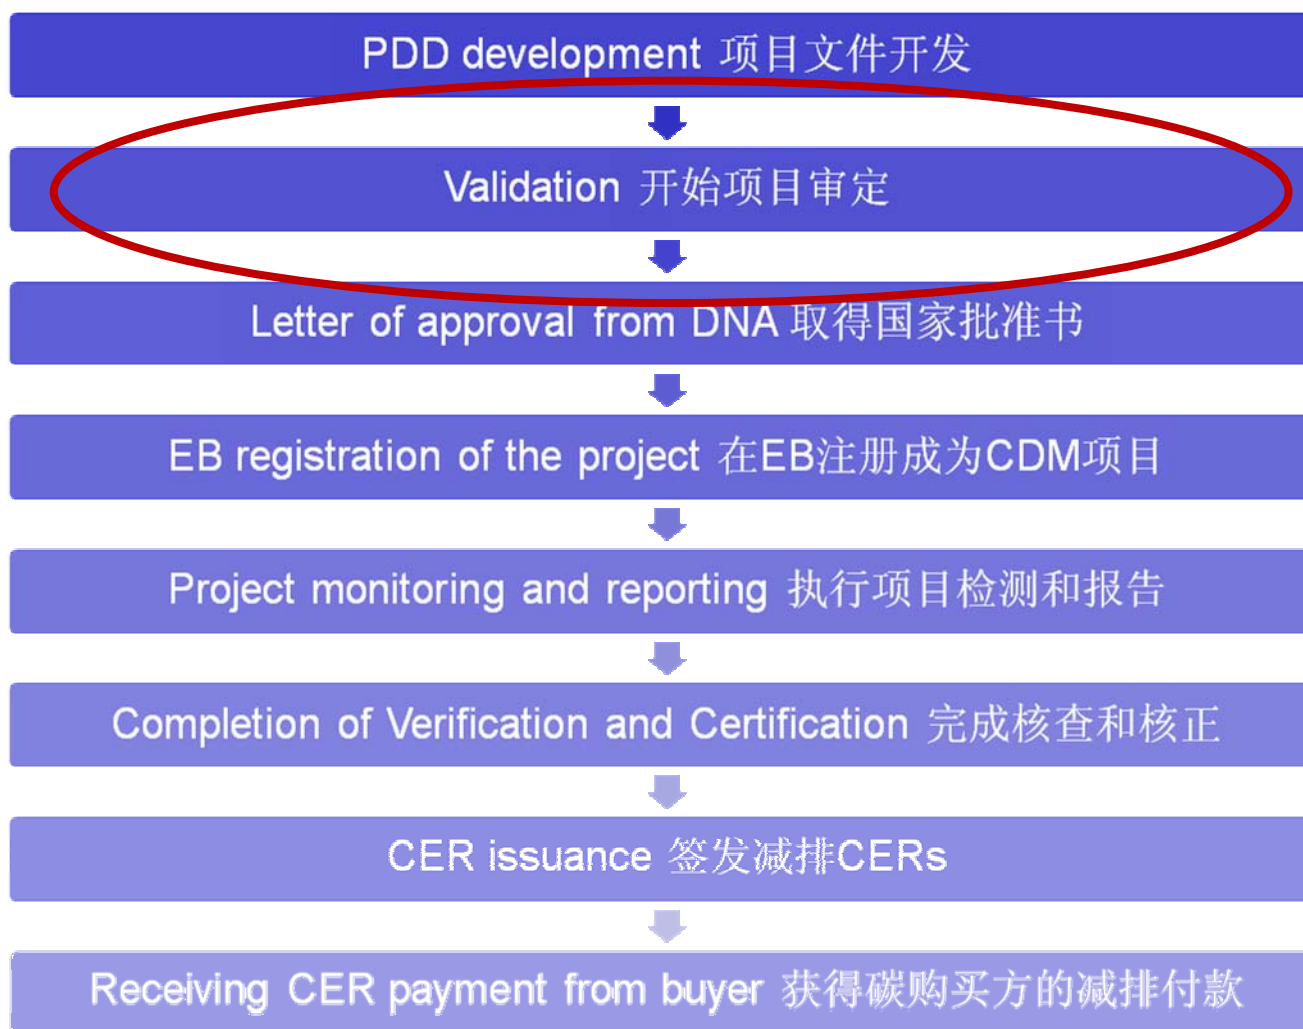 PDD development 项目文件开发
Validation 开始项目审定
Letter of approval from DNA 取得国家批准书
EB registration of the project 在EB注册成为CDM项目
Project monitoring and reporting 执行项目检测和报告
Completion of Verification and Certification 完成核查和核正
CER issuance 签发减排CERs
Receiving CER payment from buyer 获得碳购买方的减排付款